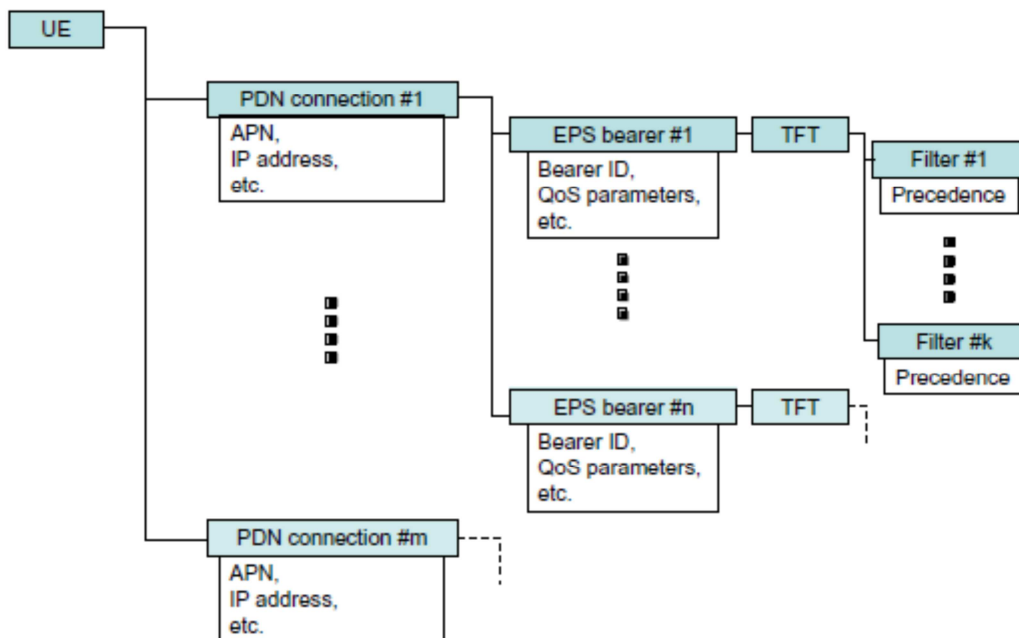 UE
PDN connection #1
APN,
IP address,
etc.
EPS bearer #1
Bearer ID,
QoS parameters,
etc.
TFT
Filter #1
Precedence
Filter #k
Precedence
EPS bearer #n
Bearer ID,
QoS parameters,
etc.
TFT
PDN connection #m
APN,
IP address,
etc.